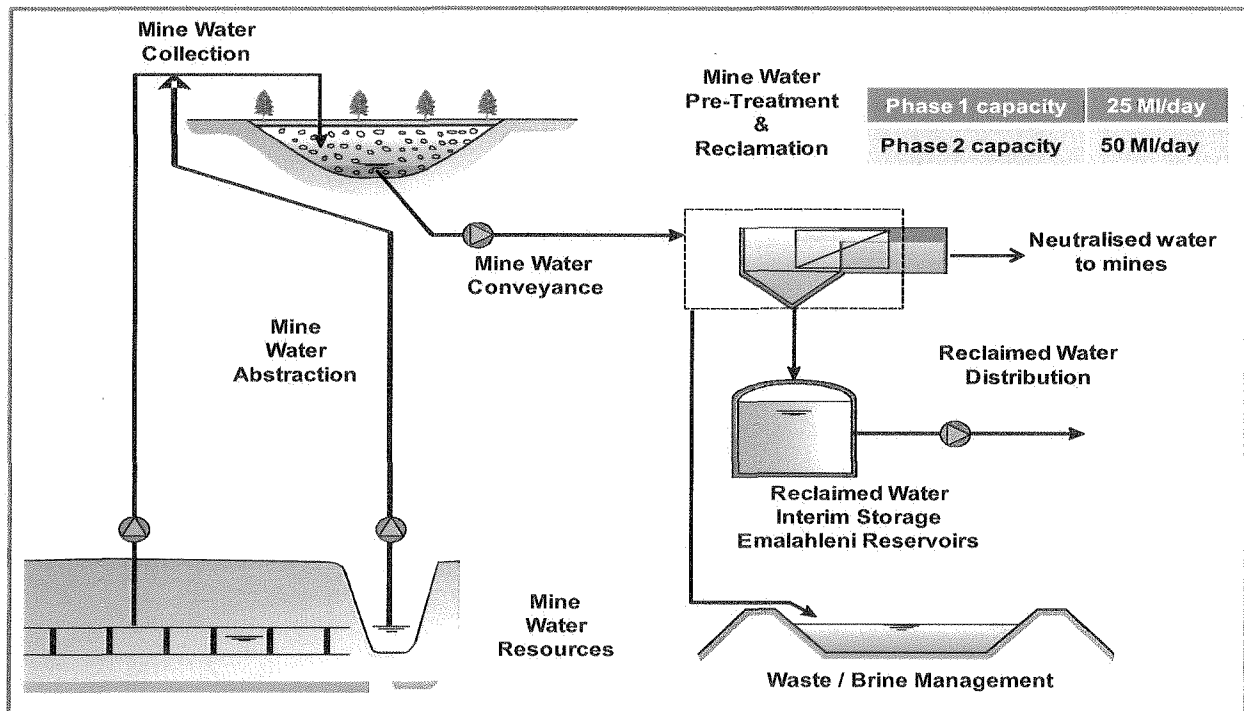 Mine Water
Collection
Mine Water
Pre-Treatment
&
Reclamation
Phase 1 capacity 25 Ml/day
Phase 2 capacity 50 Ml/day
Mine Water
Conveyance
Neutralised water
to mines
Mine
Water
Abstraction
Reclaimed Water
Distribution
Reclaimed Water
Interim Storage
Emalahleni Reservoirs
Mine
Water
Resources
Waste / Brine Management